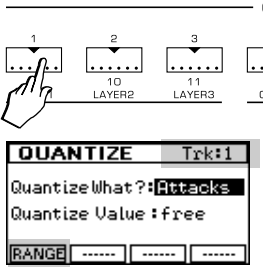 1 2 3
10 11
LAYER2 LAYER3
QUANTIZE Trk:1
Quantize What?:Attacks
Quantize Value:free
RANGE ------ ------ ------